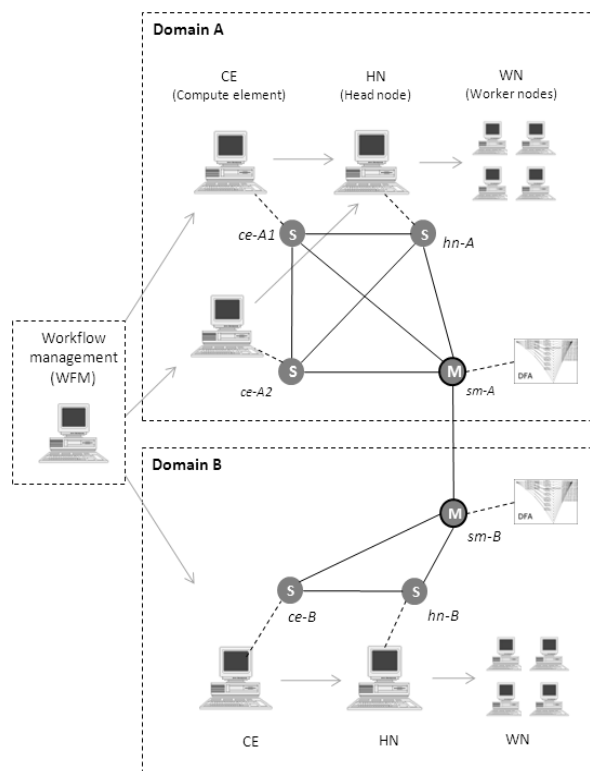 Domain A
CE
(Compute element)
HN
(Head node)
WN
(Worker nodes)
S
ce-A1
S
hn-A
Workflow
management
(WFM)
S
ce-A2
M
sm-A
DFA
Domain B
M
sm-B
DFA
S
ce-B
S
hn-B
CE
HN
WN